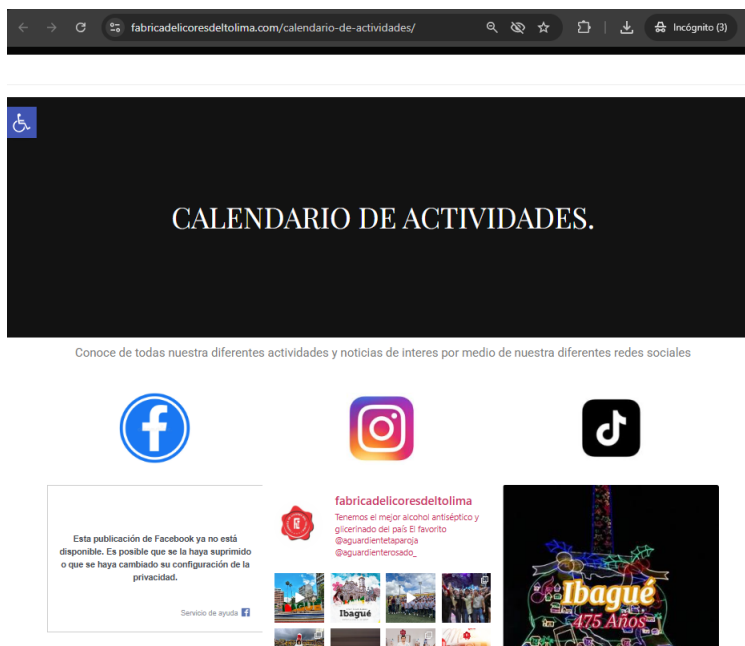 fabricadelicoresdeltolima.com/calendario-de-actividades/
Incógnito (3)
CALENDARIO DE ACTIVIDADES.
Conoce de todas nuestra diferentes actividades y noticias de interes por medio de nuestra diferentes redes sociales
Esta publicación de Facebook ya no está
disponible. Es posible que se la haya suprimido
o que se haya cambiado su configuración de la
privacidad.
Servicio de ayuda
fabricadelicoresdeltolima
Tenemos el mejor alcohol antiséptico y
glicerinado del país El favorito
@aguardientetaparoja
@aguardienterosado_
Ibagué
Ibagué
475 Años